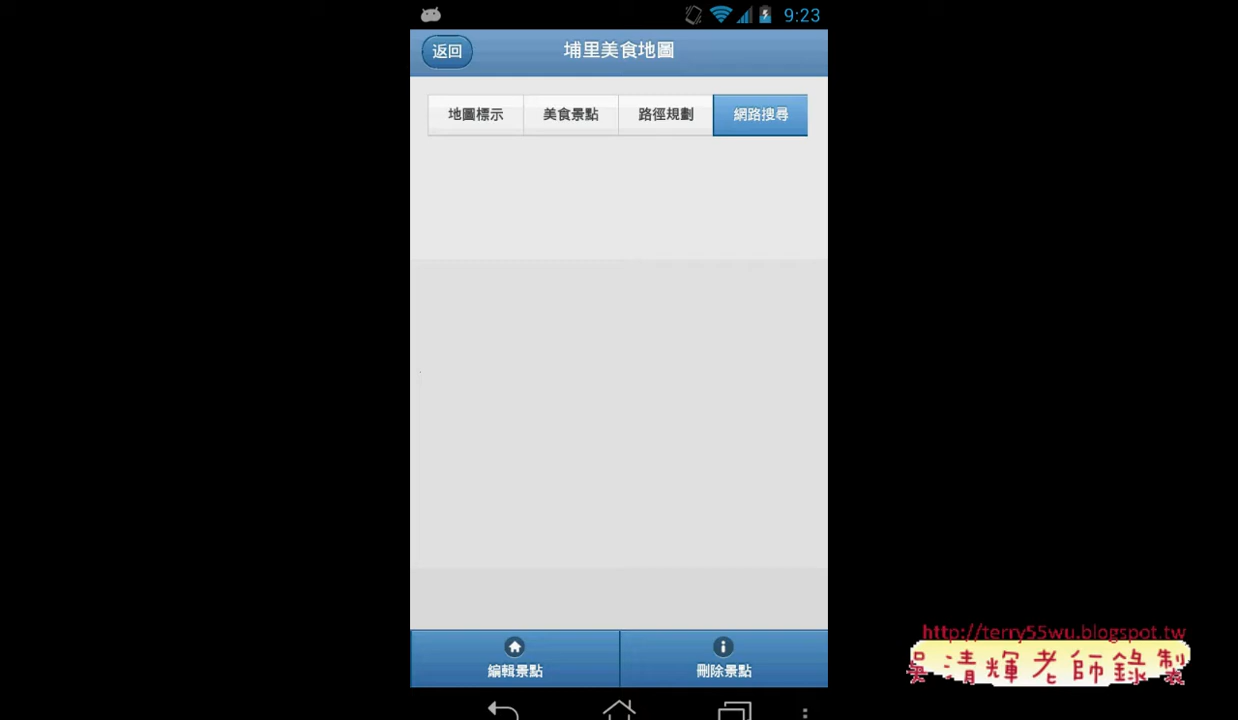 9:23
返回
埔里美食地圖
地圖標示
美食景點
路徑規劃
網路搜尋
編輯景點
刪除景點
http://terry55wu.blogspot.tw
吳清輝老師錄製